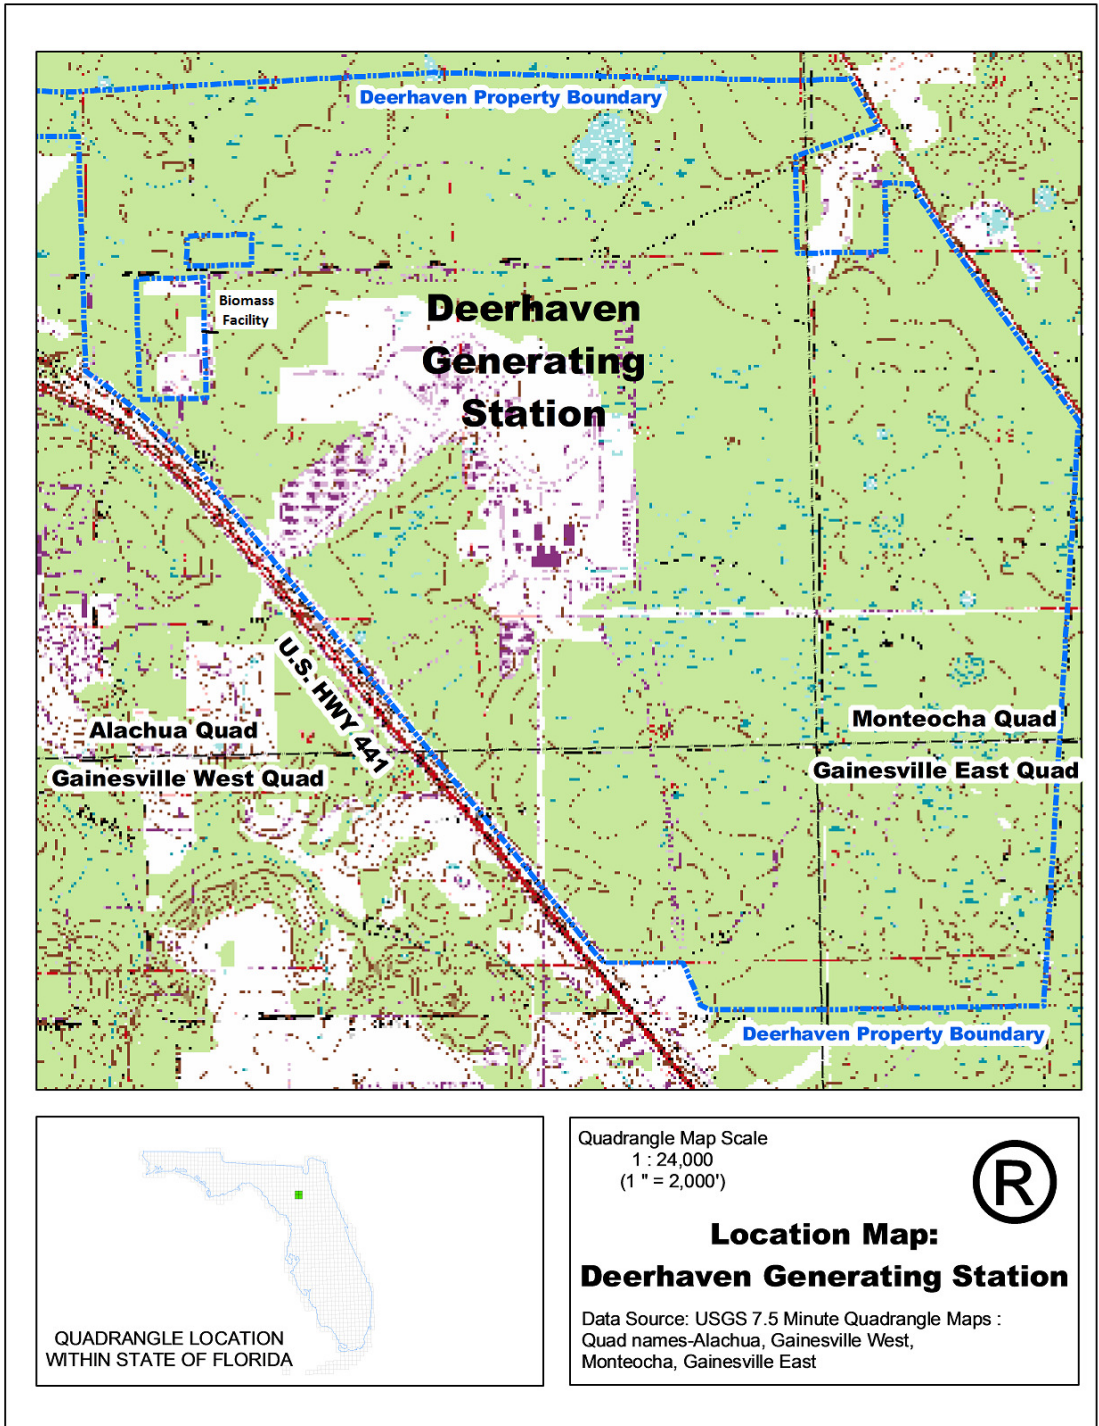 Deerhaven Property Boundary
Biomass
Facility
Deerhaven
Generating
Station
U.S. HWY 441
Alachua Quad
Monteocha Quad
Gainesville West Quad
Gainesville East Quad
Deerhaven Property Boundary
QUADRANGLE LOCATION
WITHIN STATE OF FLORIDA
Quadrangle Map Scale
1 : 24,000
(1 " = 2,000')
®
Location Map:
Deerhaven Generating Station
Data Source: USGS 7.5 Minute Quadrangle Maps :
Quad names-Alachua, Gainesville West,
Monteocha, Gainesville East